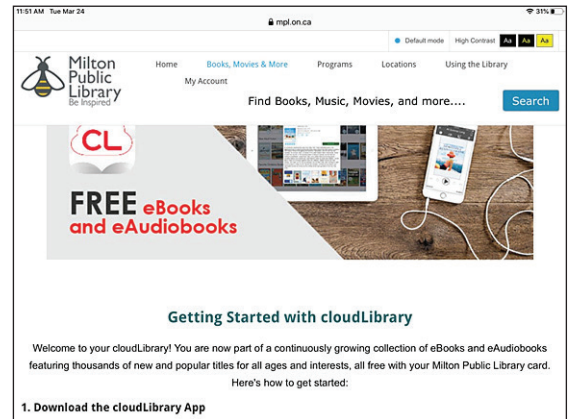 11:51 AM Tue Mar 24
31%
mpl.on.ca
Default mode High Contrast Aa Aa Aa
Milton
Public
Library
Be Inspired
Home Books, Movies & More Programs Locations Using the Library
My Account
Find Books, Music, Movies, and more.... Search
CL
FREE eBooks
and eAudiobooks
Getting Started with cloudLibrary
Welcome to your cloudLibrary! You are now part of a continuously growing collection of eBooks and eAudiobooks
featuring thousands of new and popular titles for all ages and interests, all free with your Milton Public Library card.
Here's how to get started:
1. Download the cloudLibrary App